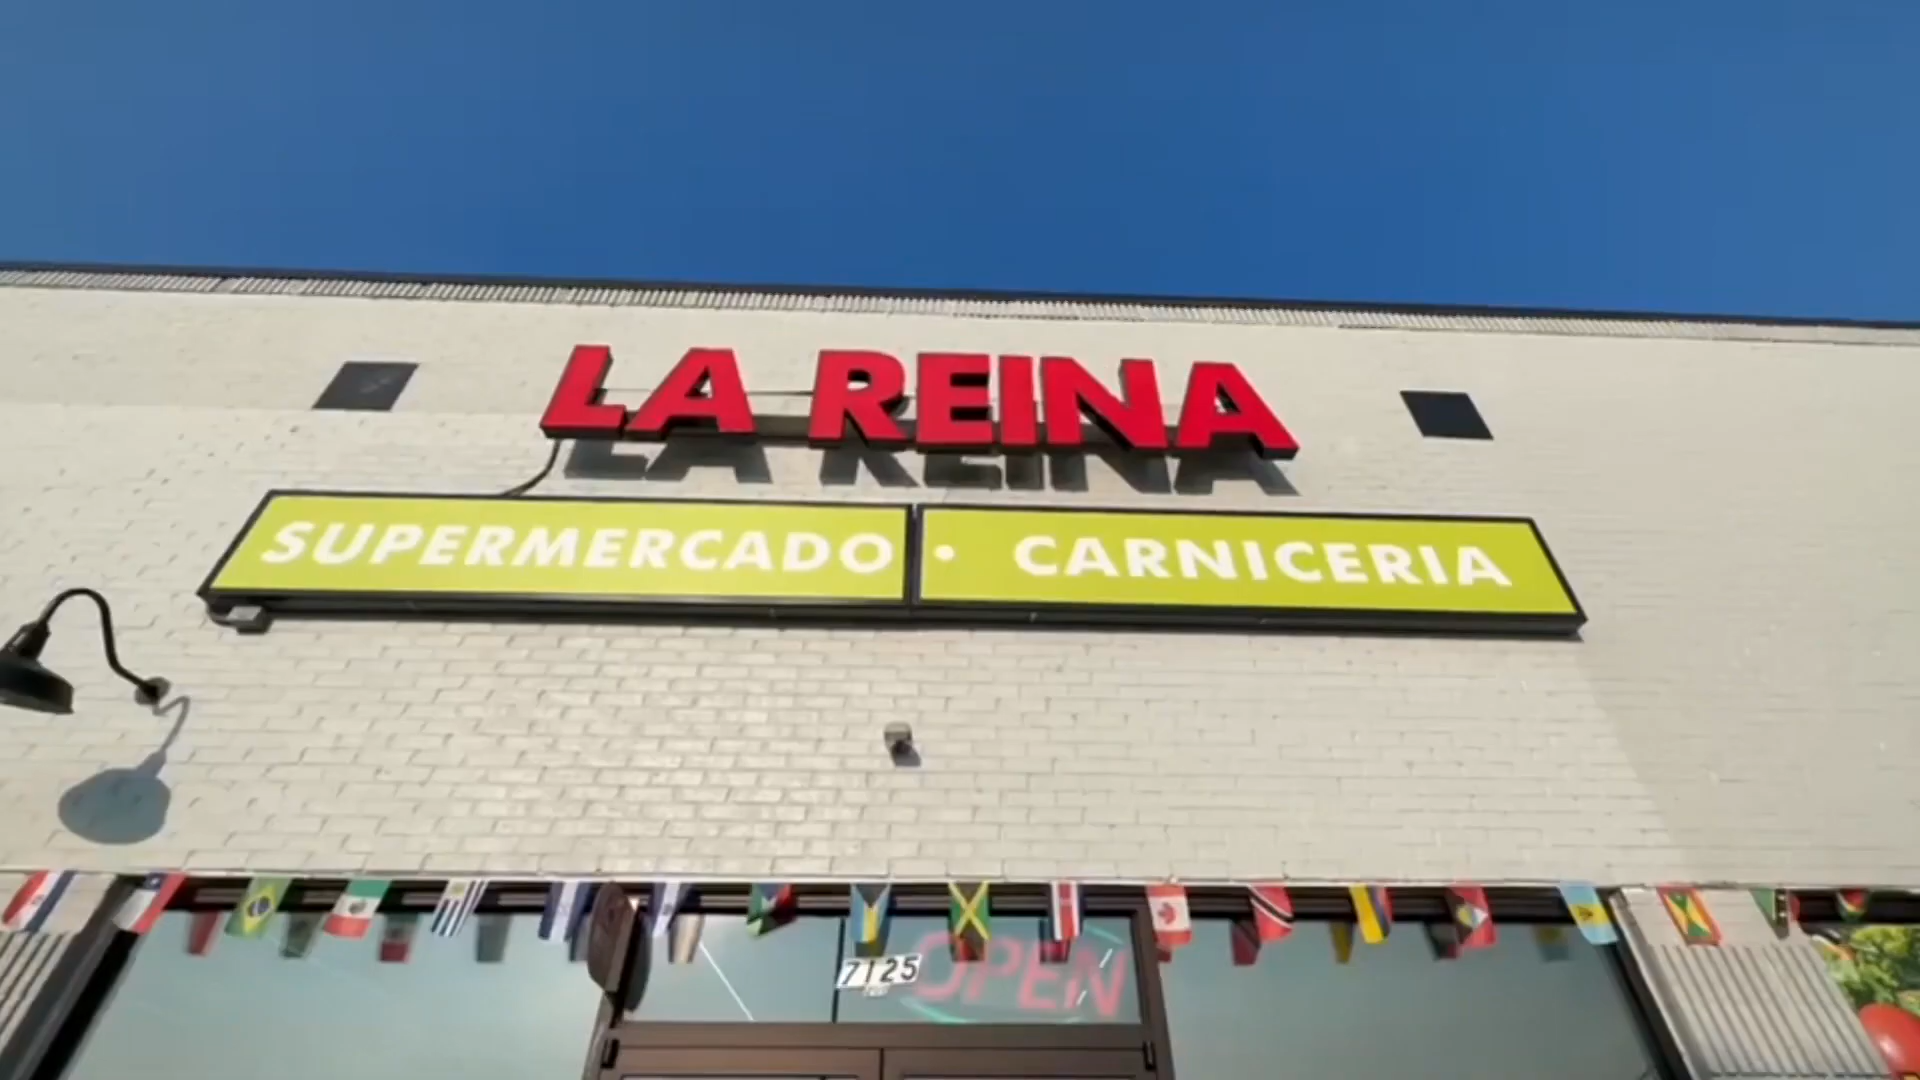 LA REINA
SUPERMERCADO • CARNICERIA
7125
OPEN